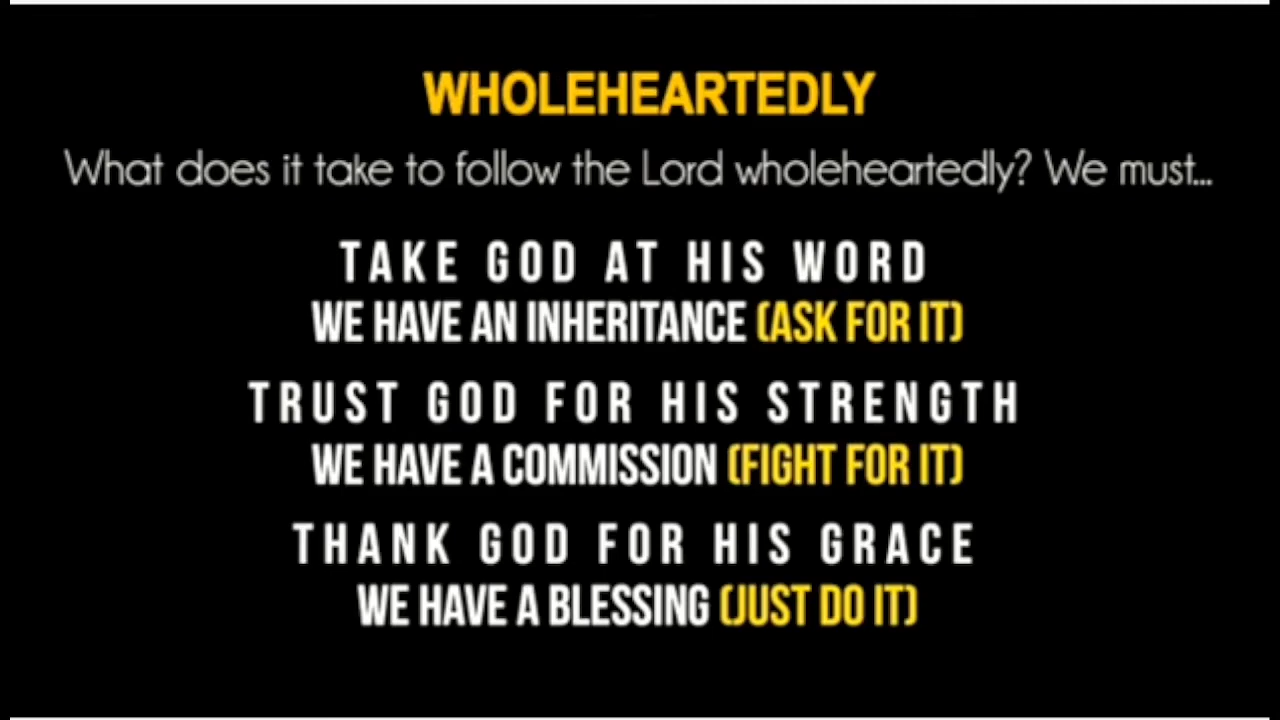 WHOLEHEARTEDLY
What does it take to follow the Lord wholeheartedly? We must...
TAKE GOD AT HIS WORD
WE HAVE AN INHERITANCE (ASK FOR IT)
TRUST GOD FOR HIS STRENGTH
WE HAVE A COMMISSION (FIGHT FOR IT)
THANK GOD FOR HIS GRACE
WE HAVE A BLESSING (JUST DO IT)